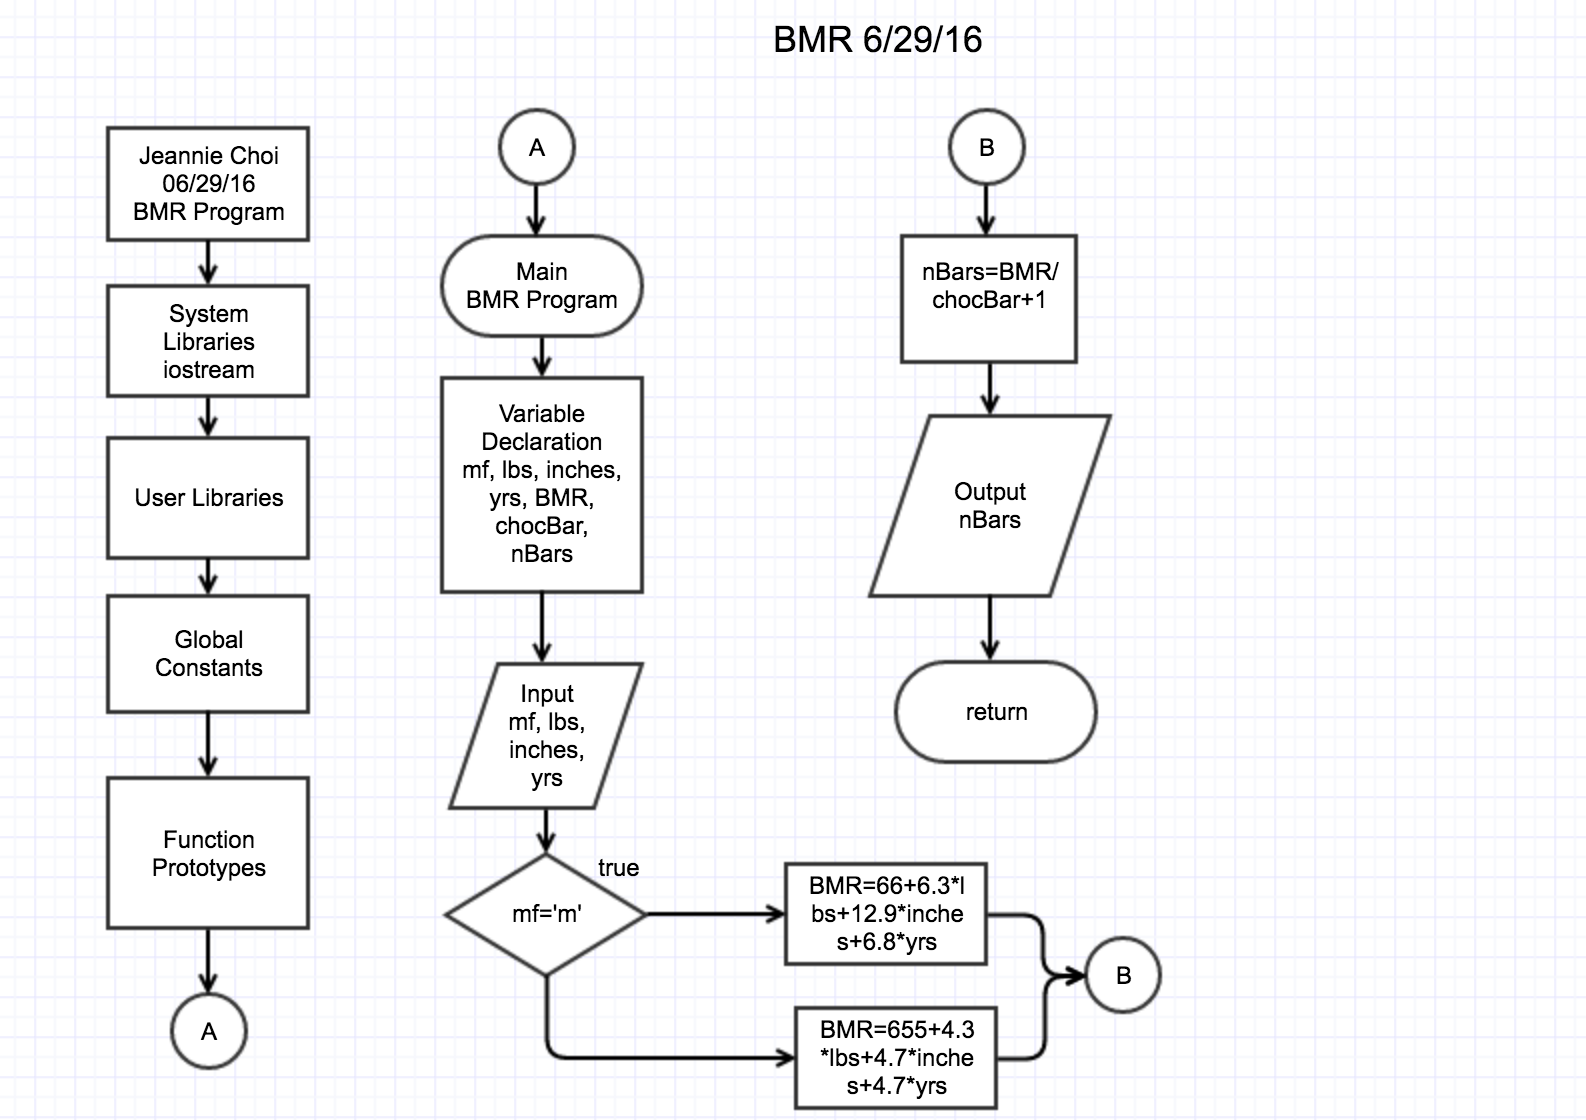 BMR 6/29/16
Jeannie Choi
06/29/16
BMR Program
System
Libraries
iostream
User Libraries
Global
Constants
Function
Prototypes
A
A
Main
BMR Program
Variable
Declaration
mf, lbs, inches,
yrs, BMR,
chocBar,
nBars
Input
mf, lbs,
inches,
yrs
mf='m'
true
BMR=66+6.3*l
bs+12.9*inche
s+6.8*yrs
BMR=655+4.3
*lbs+4.7*inche
s+4.7*yrs
B
B
nBars=BMR/
chocBar+1
Output
nBars
return